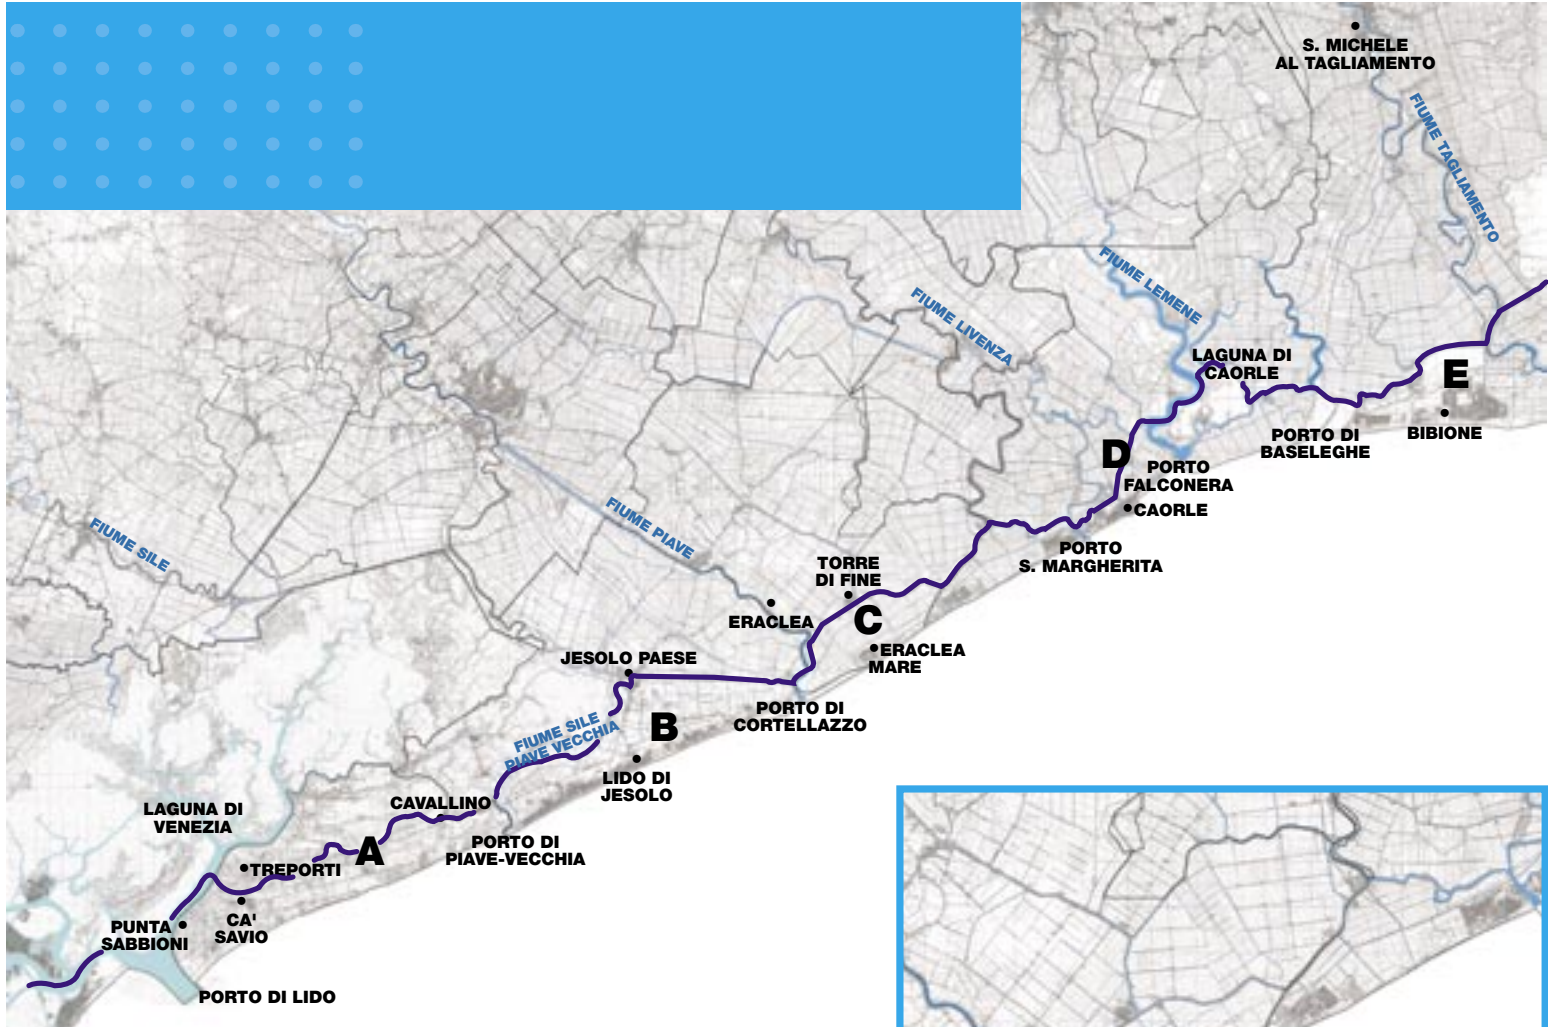 S. MICHELE
AL TAGLIAMENTO
FIUME TAGLIAMENTO
FIUME LEMENE
FIUME LIVENZA
LAGUNA DI
CAORLE
E
BIBIONE
PORTO DI
BASELEGHE
D
PORTO
FALCONERA
CAORLE
PORTO
S. MARGHERITA
FIUME SILE
FIUME PIAVE
TORRE
DI FINE
ERACLEA
C
ERACLEA
MARE
JESOLO PAESE
PORTO DI
CORTELLAZZO
B
FIUME SILE
PIAVE VECCHIA
LIDO DI
JESOLO
LAGUNA DI
VENEZIA
CAVALLINO
PORTO DI
PIAVE-VECCHIA
A
TREPORTI
CA'
SAVIO
PUNTA
SABBIONI
PORTO DI LIDO